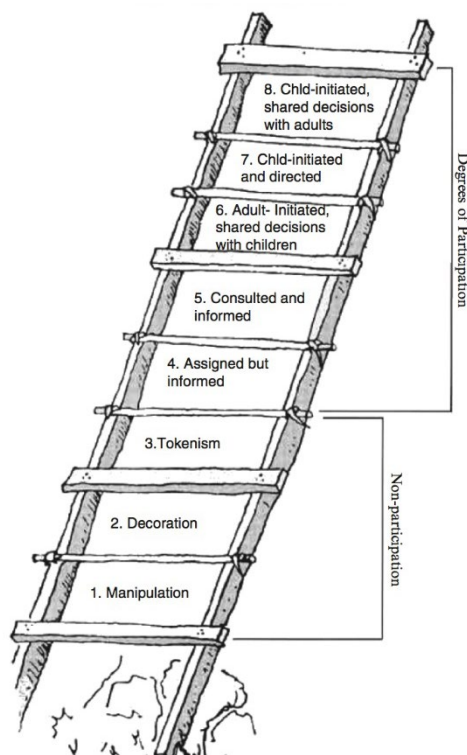 8. Chld-initiated,
shared decisions
with adults
7. Chld-initiated
and directed
6. Adult- Initiated,
shared decisions
with children
5. Consulted and
informed
4. Assigned but
informed
3.Tokenism
2. Decoration
1. Manipulation
Degrees of Participation
Non-participation